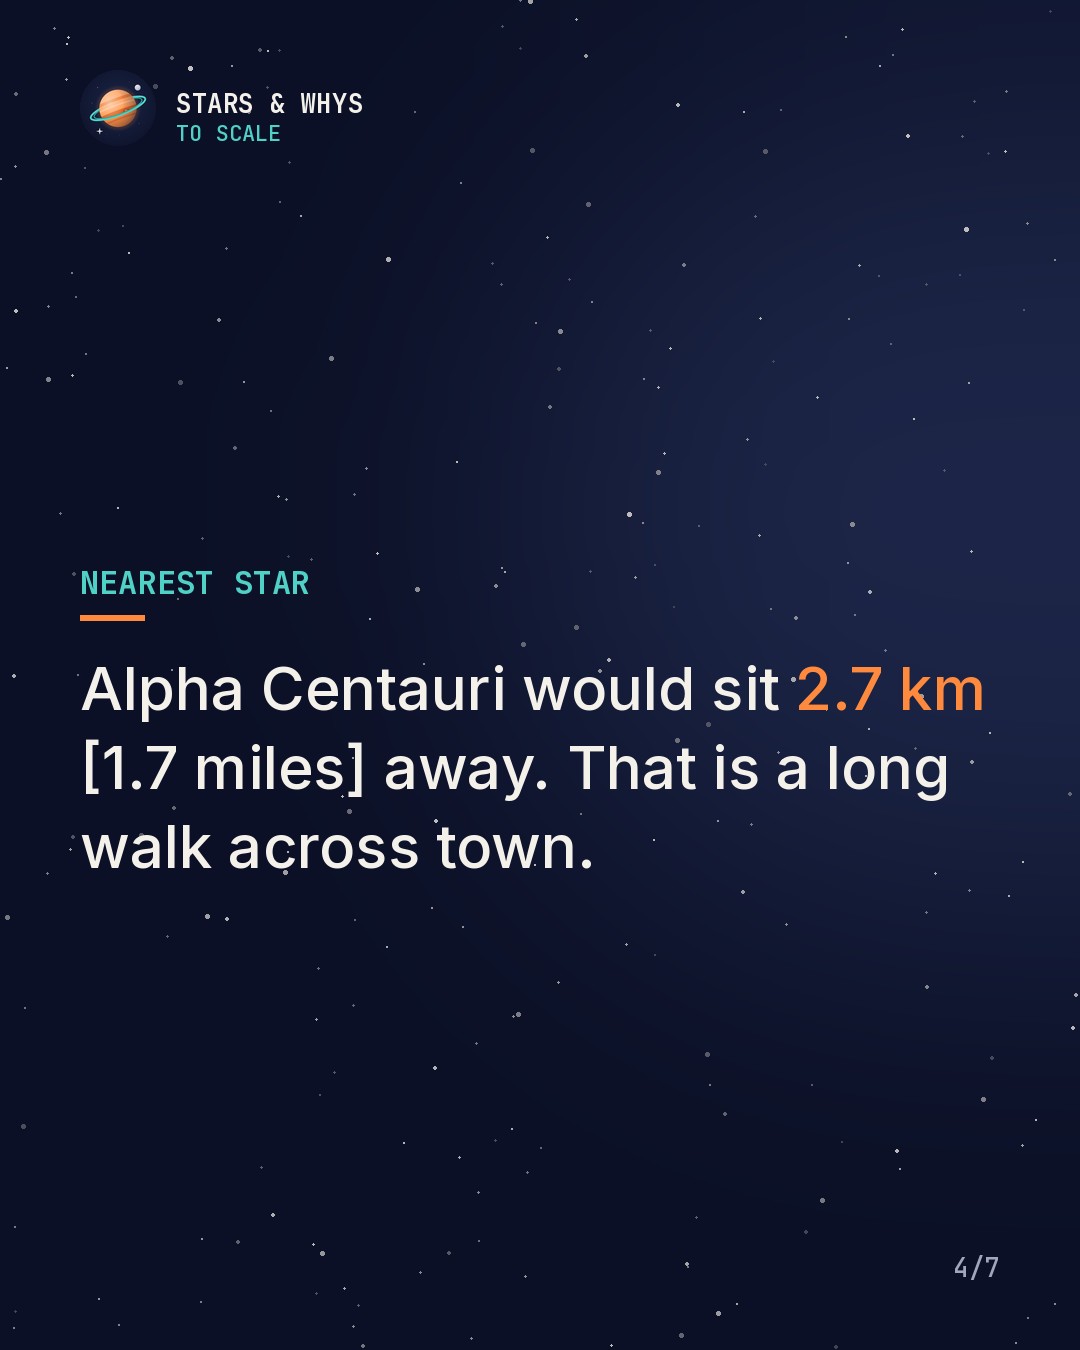 STARS & WHYS
TO SCALE
NEAREST STAR
Alpha Centauri would sit 2.7 km
[1.7 miles] away. That is a long
walk across town.
4/7